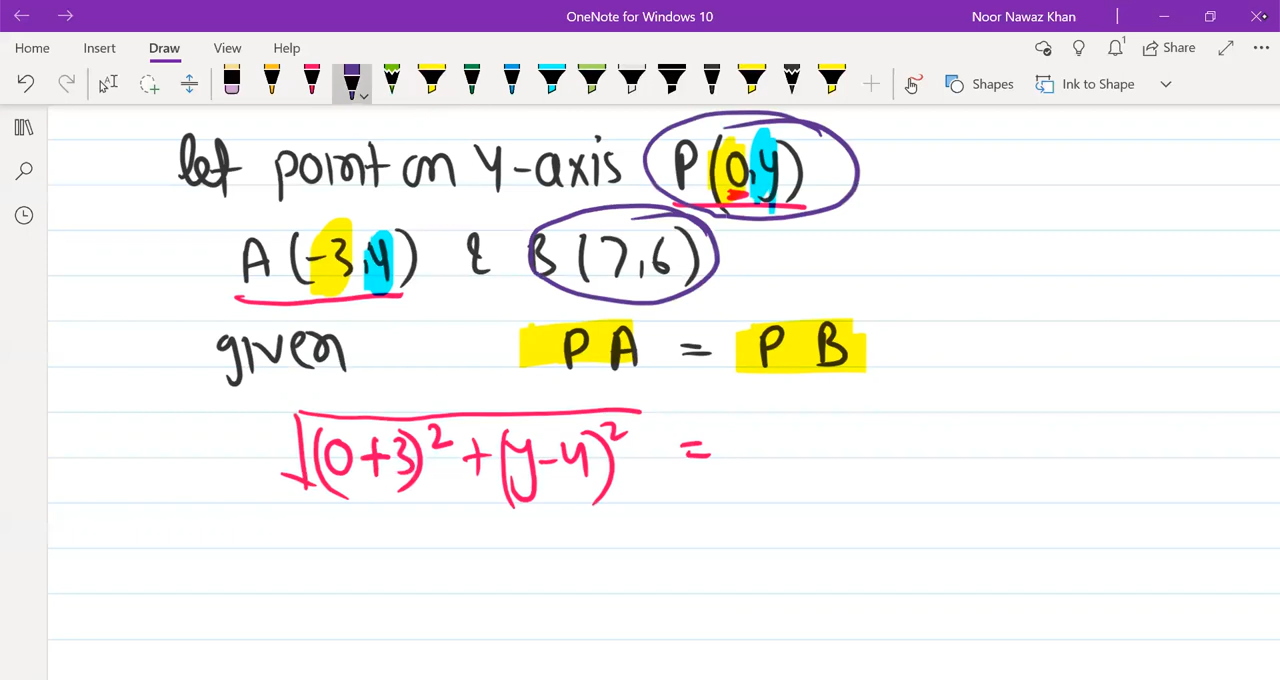 OneNote for Windows 10
Noor Nawaz Khan
Home Insert Draw View Help
1
Share
A
Shapes
Ink to Shape
let point on y-axis P(0,y)
A(-3,4) & B(7,6)
given PA = PB
√(0+3)² + (y-4)² =